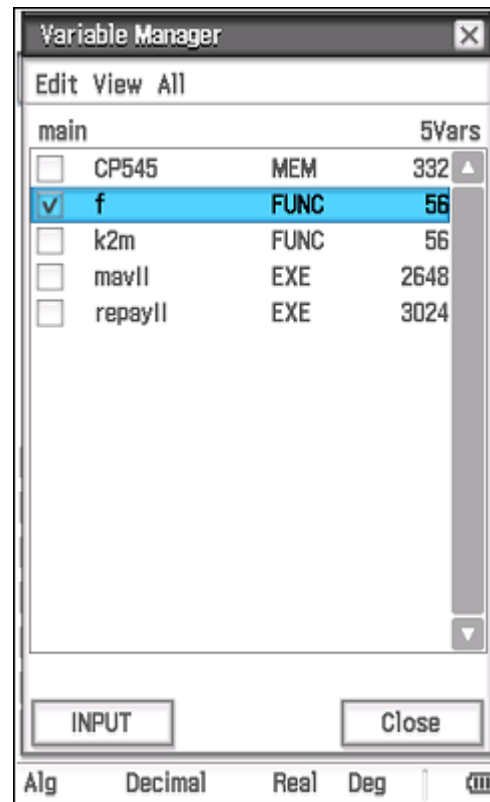 Variable Manager
Edit View All
main 5Vars
CP545 MEM 332
f FUNC 56
k2m FUNC 56
mavII EXE 2648
repayII EXE 3024
INPUT Close
Alg Decimal Real Deg